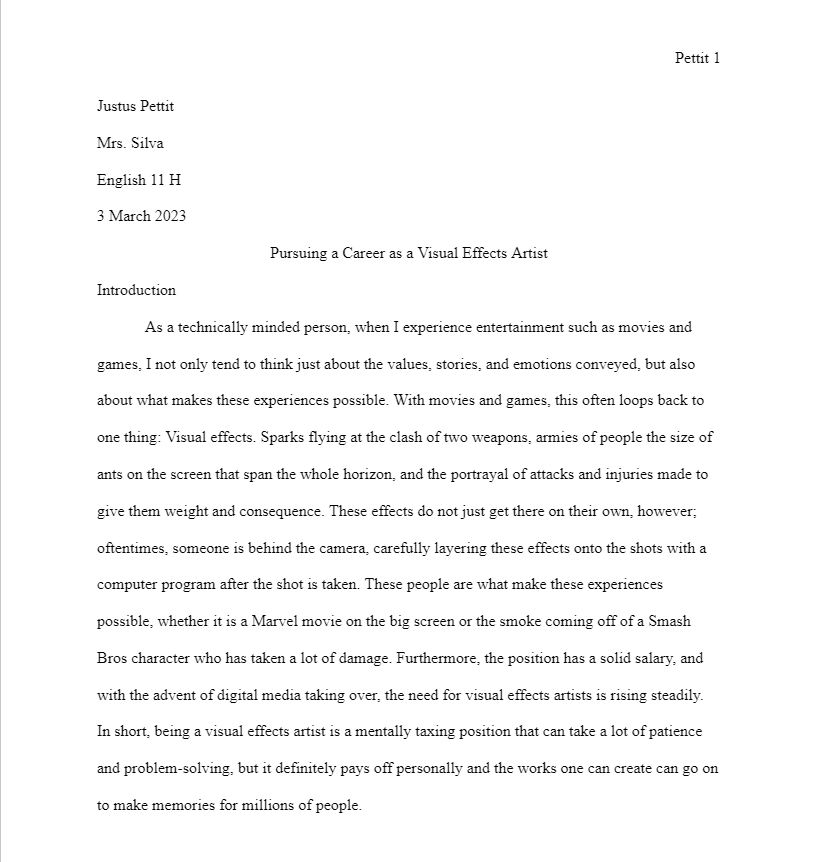 Pettit 1
Justus Pettit
Mrs. Silva
English 11 H
3 March 2023
Pursuing a Career as a Visual Effects Artist
Introduction
As a technically minded person, when I experience entertainment such as movies and
games, I not only tend to think just about the values, stories, and emotions conveyed, but also
about what makes these experiences possible. With movies and games, this often loops back to
one thing: Visual effects. Sparks flying at the clash of two weapons, armies of people the size of
ants on the screen that span the whole horizon, and the portrayal of attacks and injuries made to
give them weight and consequence. These effects do not just get there on their own, however;
oftentimes, someone is behind the camera, carefully layering these effects onto the shots with a
computer program after the shot is taken. These people are what make these experiences
possible, whether it is a Marvel movie on the big screen or the smoke coming off of a Smash
Bros character who has taken a lot of damage. Furthermore, the position has a solid salary, and
with the advent of digital media taking over, the need for visual effects artists is rising steadily.
In short, being a visual effects artist is a mentally taxing position that can take a lot of patience
and problem-solving, but it definitely pays off personally and the works one can create can go on
to make memories for millions of people.